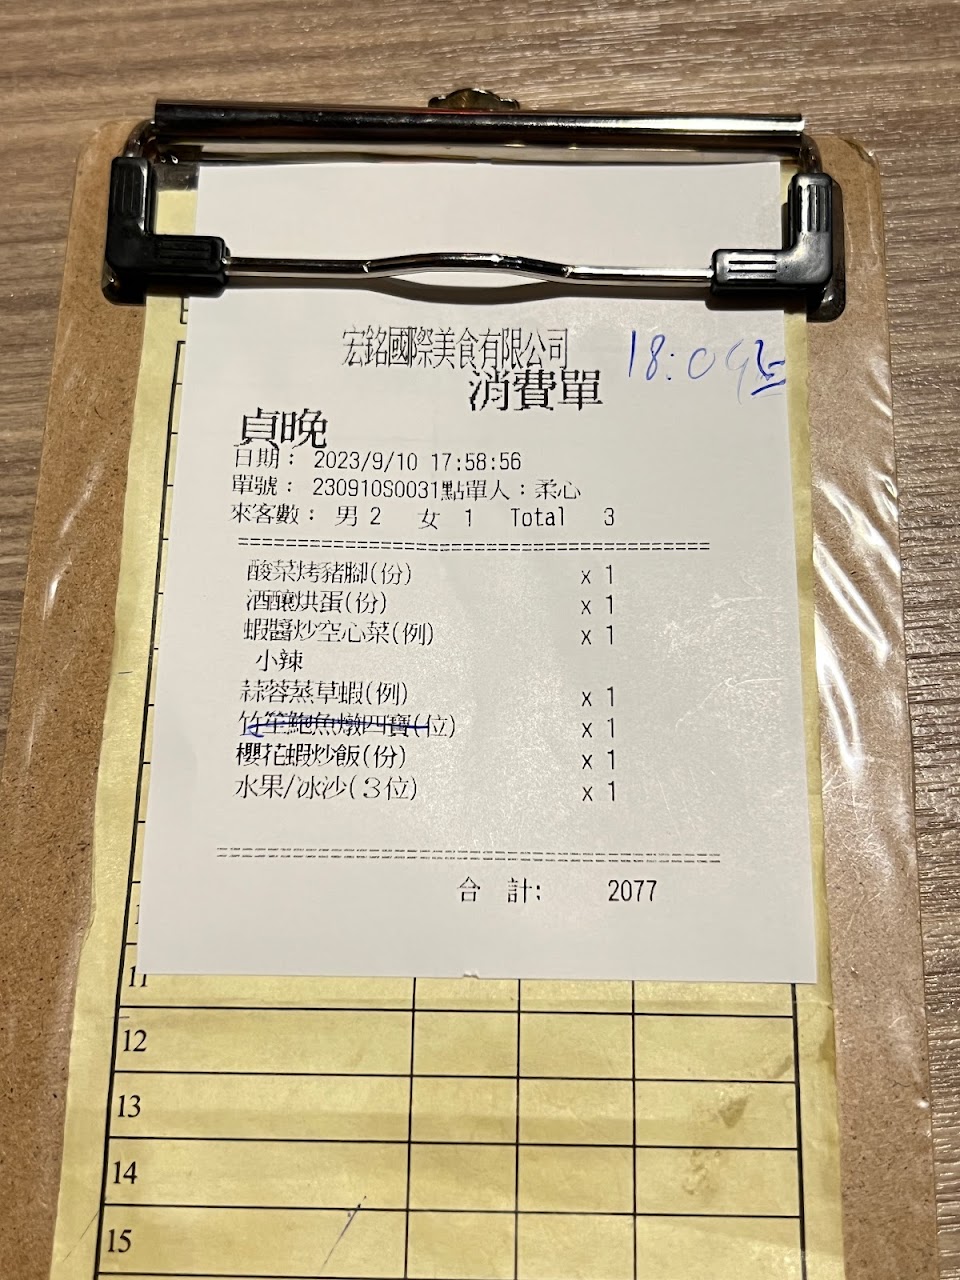 宏銘國際美食有限公司
18:09
消費單
貞晚
日期： 2023/9/10 17:58:56
單號： 230910S0031點單人：柔心
來客數： 男 2 女 1 Total 3
酸菜烤豬腳(份) x 1
酒釀烘蛋(份) x 1
蝦醬炒空心菜(例) x 1
小辣
蒜蓉蒸草蝦(例) x 1
竹笙鮑魚燉四寶(位) x 1
櫻花蝦炒飯(份) x 1
水果/冰沙(３位) x 1
合 計: 2077
11
12
13
14
15